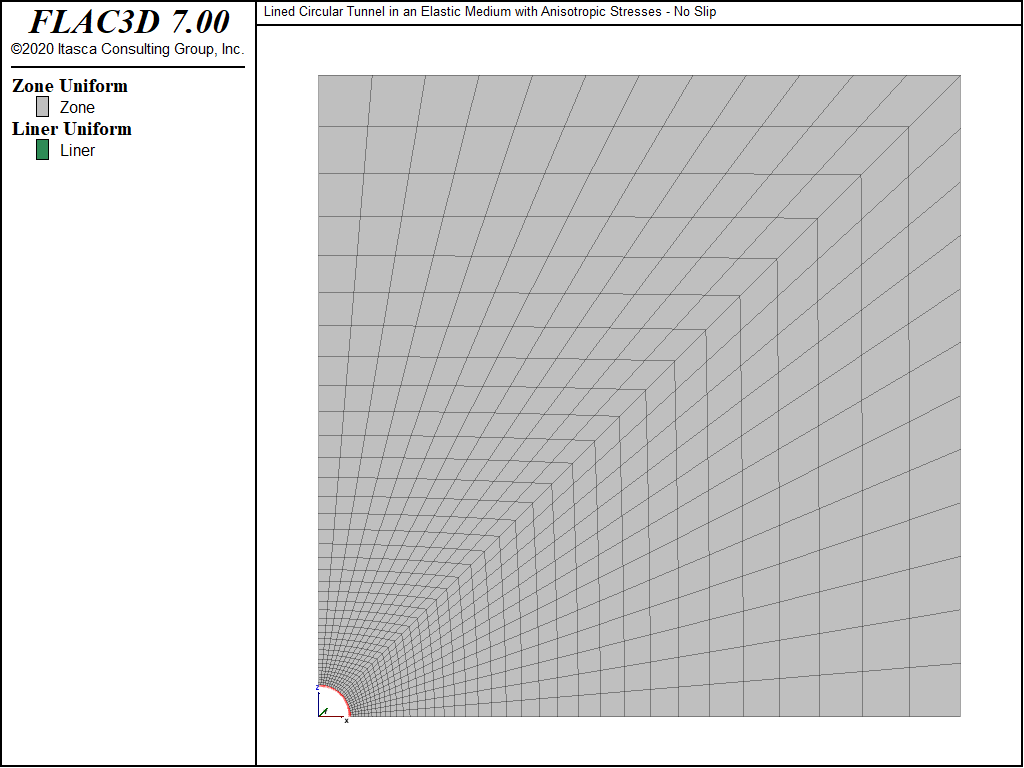 FLAC3D 7.00
©2020 Itasca Consulting Group, Inc.
Zone Uniform
Zone
Liner Uniform
Liner
Lined Circular Tunnel in an Elastic Medium with Anisotropic Stresses - No Slip
Z
X